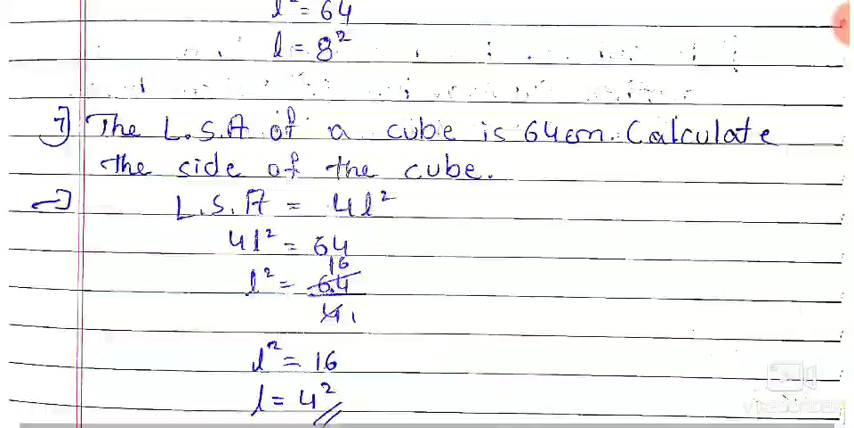 l² = 64
l = 8²
7] The L.S.A of a cube is 64cm. Calculate
the side of the cube.
→ L.S.A = 4l²
4l² = 64
16
l² = 64
4 1
l² = 16
l = 4²